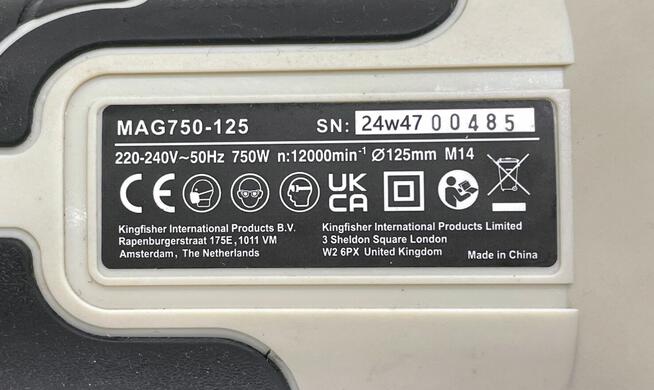 MAG750-125 SN: 24w47 00485
220-240V~50Hz 750W n:12000min⁻¹ Ø125mm M14
CE UK CA
Kingfisher International Products B.V.
Rapenburgerstraat 175E, 1011 VM
Amsterdam, The Netherlands
Kingfisher International Products Limited
3 Sheldon Square London
W2 6PX United Kingdom
Made in China